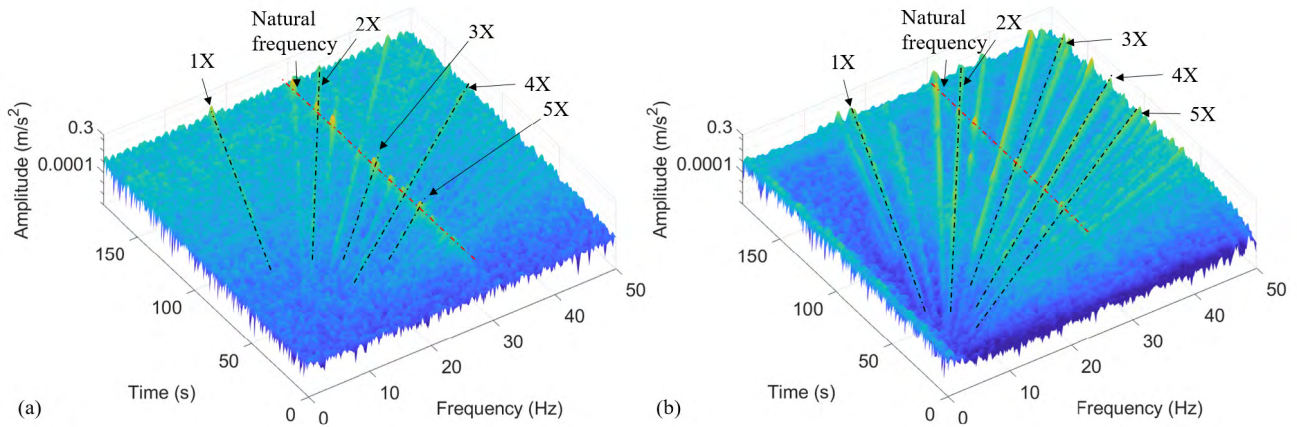 Natural
frequency
1X
2X
3X
4X
5X
0.3
0.0001
Amplitude (m/s²)
150
100
50
0
Time (s)
0
10
20
30
40
50
Frequency (Hz)
(a)
Natural
frequency
1X
2X
3X
4X
5X
0.3
0.0001
Amplitude (m/s²)
150
100
50
0
Time (s)
0
10
20
30
40
50
Frequency (Hz)
(b)